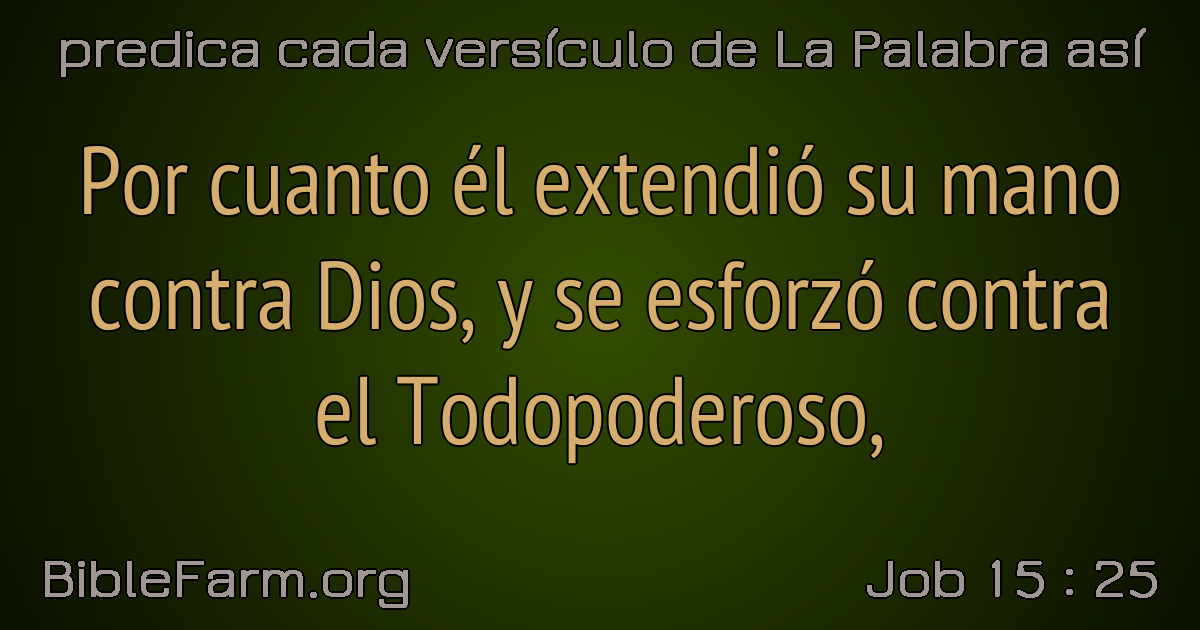 predica cada versículo de La Palabra así
Por cuanto él extendió su mano
contra Dios, y se esforzó contra
el Todopoderoso,
BibleFarm.org
Job 15 : 25